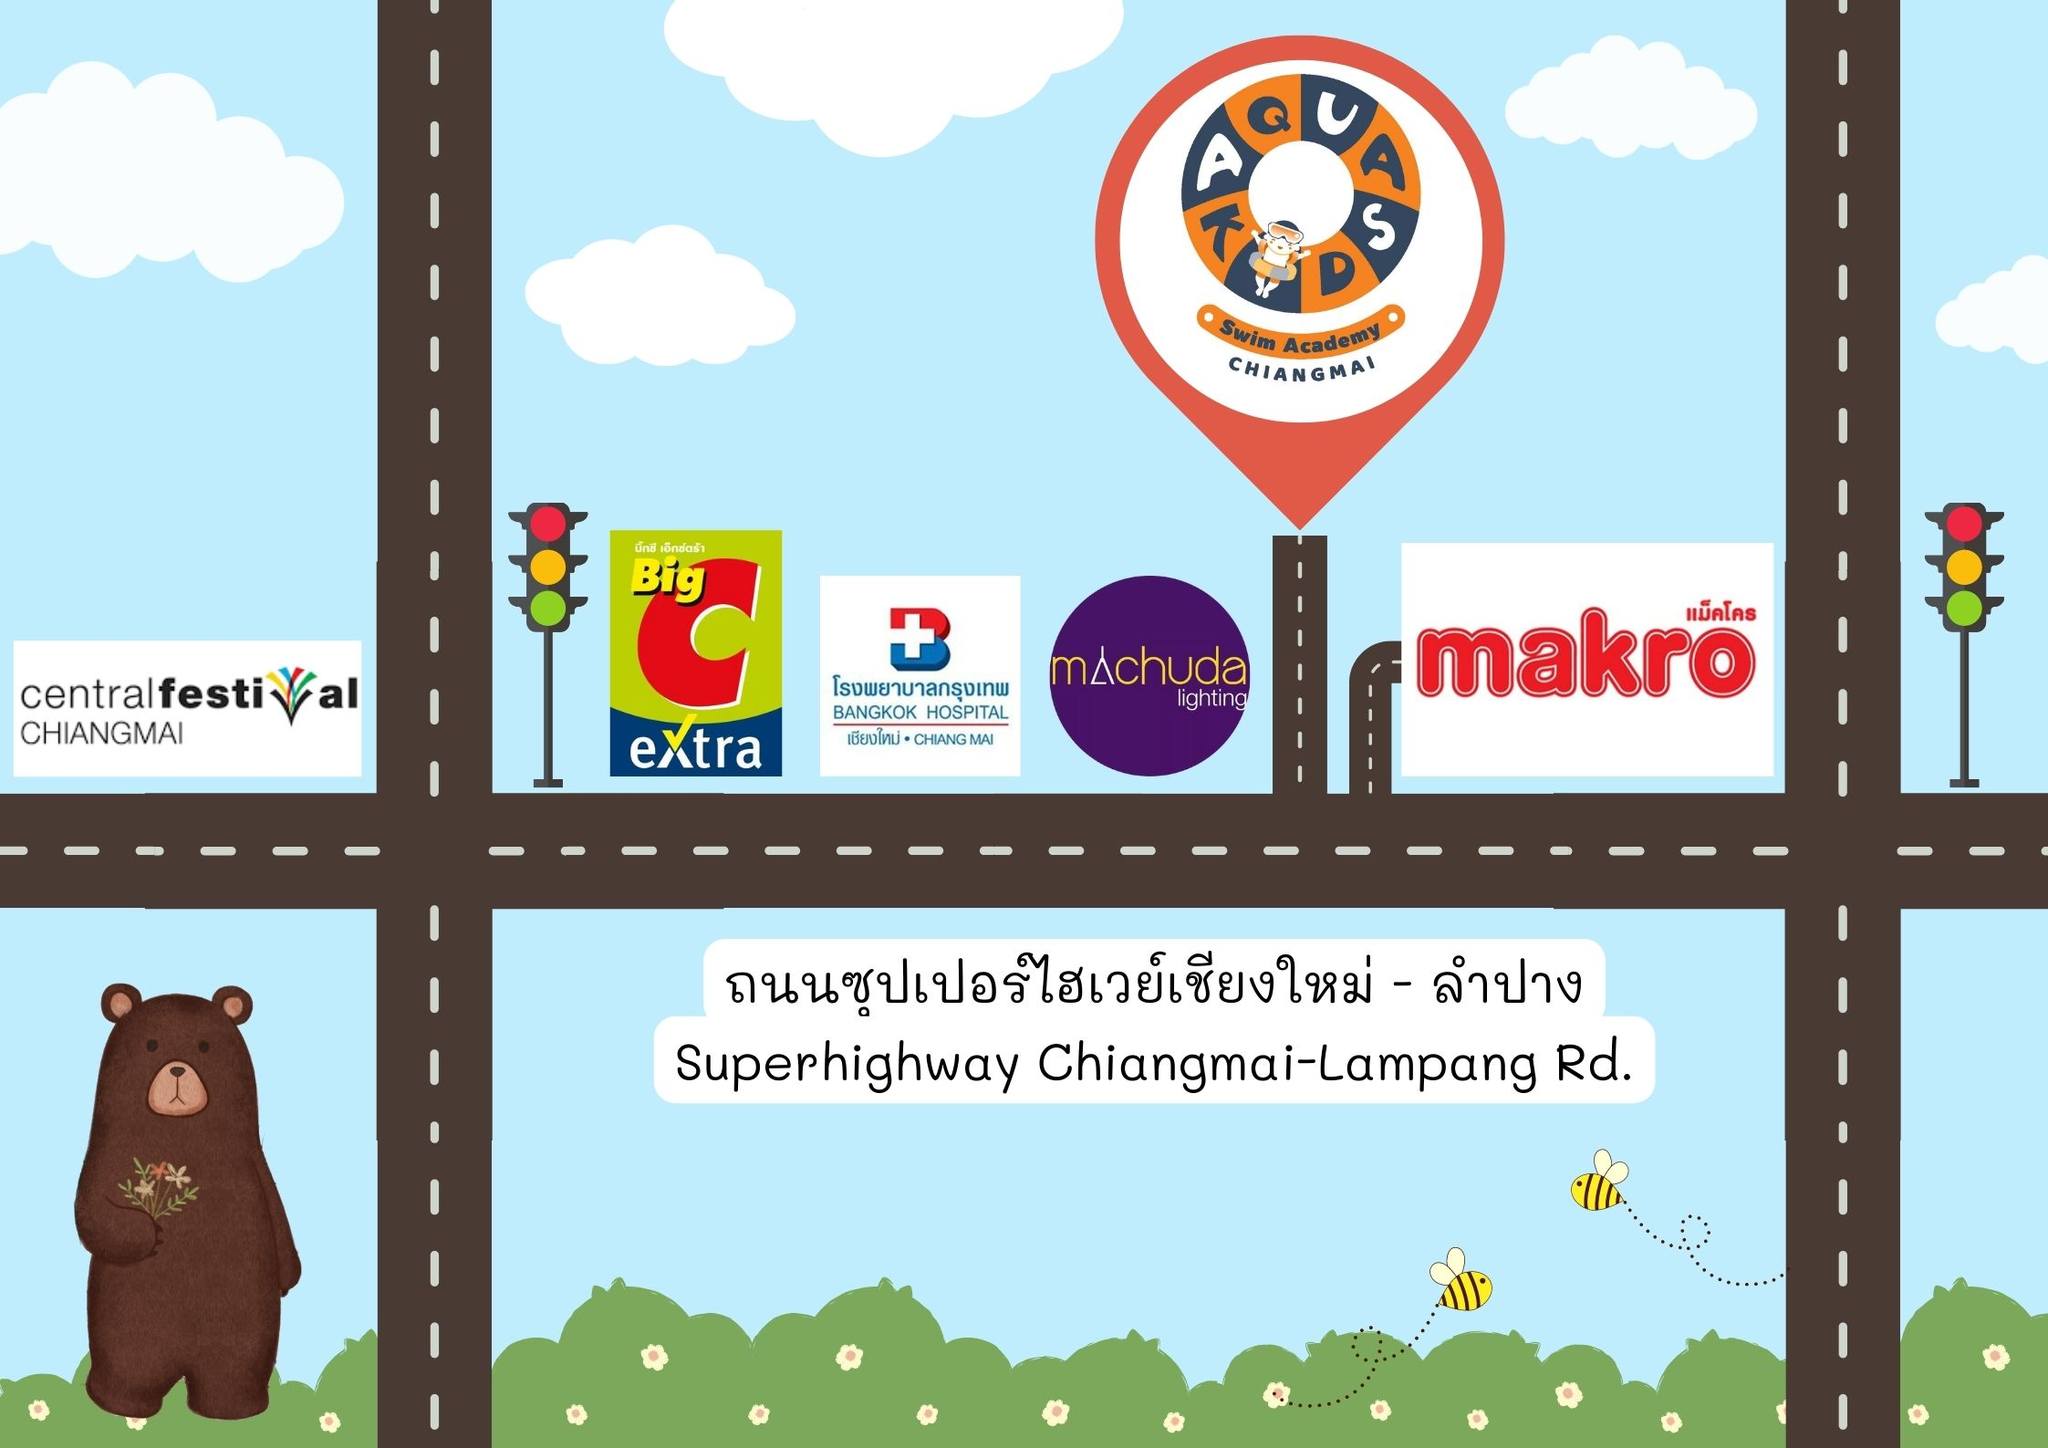 AQUA
KIDS
Swim Academy
CHIANGMAI
บิ๊กซี เอ็กซ์ตร้า
Big C
extra
โรงพยาบาลกรุงเทพ
BANGKOK HOSPITAL
เชียงใหม่ • CHIANG MAI
machuda
lighting
แม็คโคร
makro
centralfestival
CHIANGMAI
ถนนซุปเปอร์ไฮเวย์เชียงใหม่ - ลำปาง
Superhighway Chiangmai-Lampang Rd.